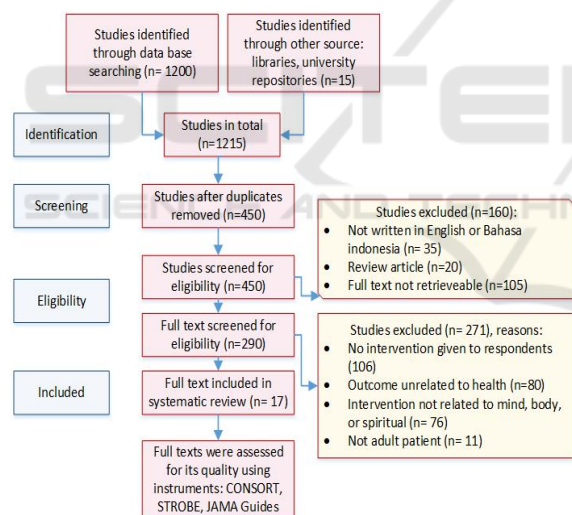 Studies identified
through data base
searching (n= 1200)
Studies identified
through other source:
libraries, university
repositories (n=15)
Identification
Studies in total
(n=1215)
Screening
Studies after duplicates
removed (n=450)
Studies excluded (n=160):
• Not written in English or Bahasa
indonesia (n= 35)
• Review article (n=20)
• Full text not retrieveable (n=105)
Studies screened for
eligibility (n=450)
Eligibility
Full text screened for
eligibility (n=290)
Studies excluded (n= 271), reasons:
• No intervention given to respondents
(106)
• Outcome unrelated to health (n=80)
• Intervention not related to mind, body,
or spiritual (n= 76)
• Not adult patient (n= 11)
Included
Full text included in
systematic review (n= 17)
Full texts were assessed
for its quality using
instruments: CONSORT,
STROBE, JAMA Guides